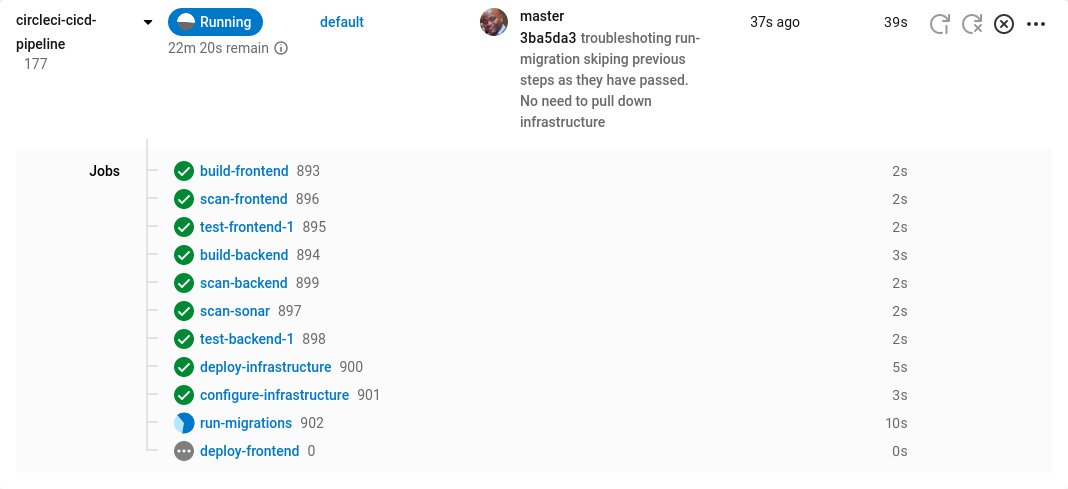 circleci-cicd-
pipeline
177
Running
22m 20s remain
default
master
3ba5da3 troubleshoting run-
migration skiping previous
steps as they have passed.
No need to pull down
infrastructure
37s ago
39s
Jobs
build-frontend 893 2s
scan-frontend 896 2s
test-frontend-1 895 2s
build-backend 894 3s
scan-backend 899 2s
scan-sonar 897 2s
test-backend-1 898 2s
deploy-infrastructure 900 5s
configure-infrastructure 901 3s
run-migrations 902 10s
deploy-frontend 0 0s